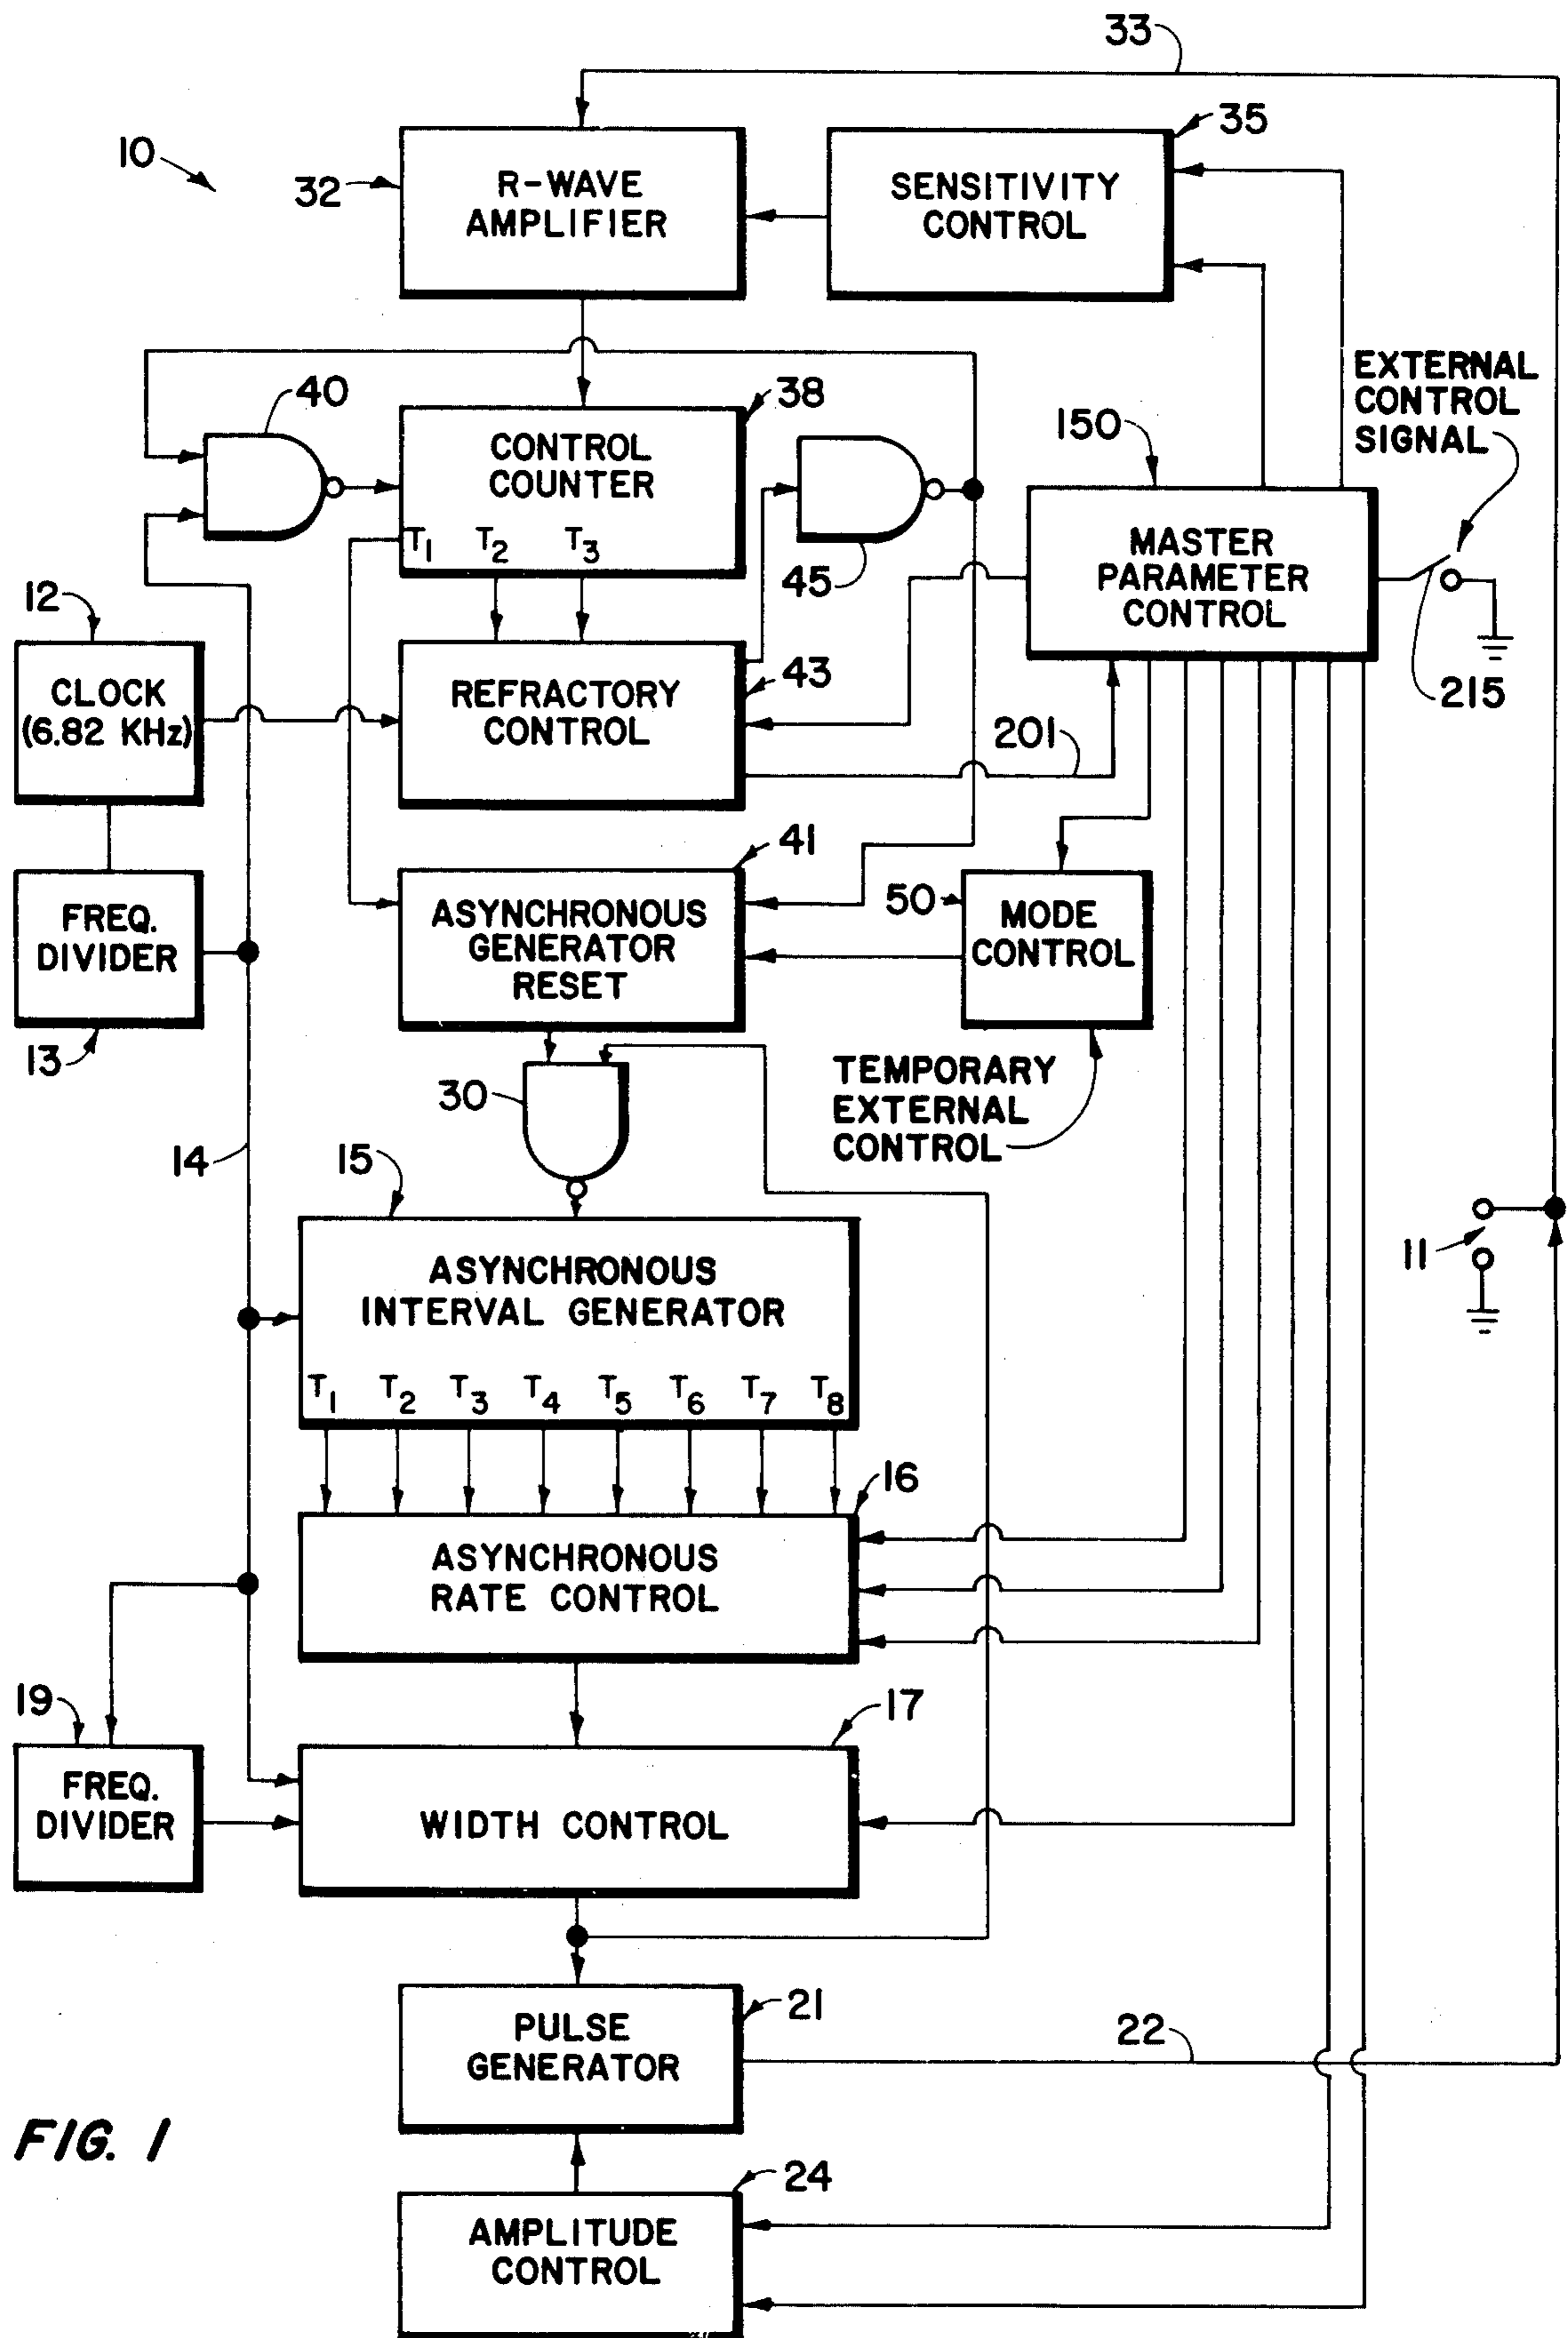 33
10
32
R-WAVE
AMPLIFIER
35
SENSITIVITY
CONTROL
EXTERNAL
CONTROL
SIGNAL
40
38
CONTROL
COUNTER
T1 T2 T3
45
150
MASTER
PARAMETER
CONTROL
215
12
CLOCK
(6.82 KHz)
43
REFRACTORY
CONTROL
201
41
ASYNCHRONOUS
GENERATOR
RESET
50
MODE
CONTROL
FREQ.
DIVIDER
13
30
TEMPORARY
EXTERNAL
CONTROL
14
15
ASYNCHRONOUS
INTERVAL GENERATOR
T1 T2 T3 T4 T5 T6 T7 T8
11
16
ASYNCHRONOUS
RATE CONTROL
19
FREQ.
DIVIDER
17
WIDTH CONTROL
21
PULSE
GENERATOR
22
FIG. 1
24
AMPLITUDE
CONTROL